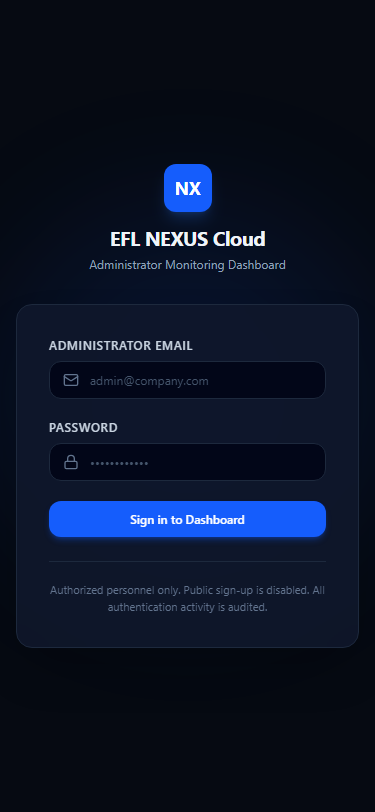 NX
EFL NEXUS Cloud
Administrator Monitoring Dashboard
ADMINISTRATOR EMAIL
admin@company.com
PASSWORD
••••••••••••
Sign in to Dashboard
Authorized personnel only. Public sign-up is disabled. All
authentication activity is audited.